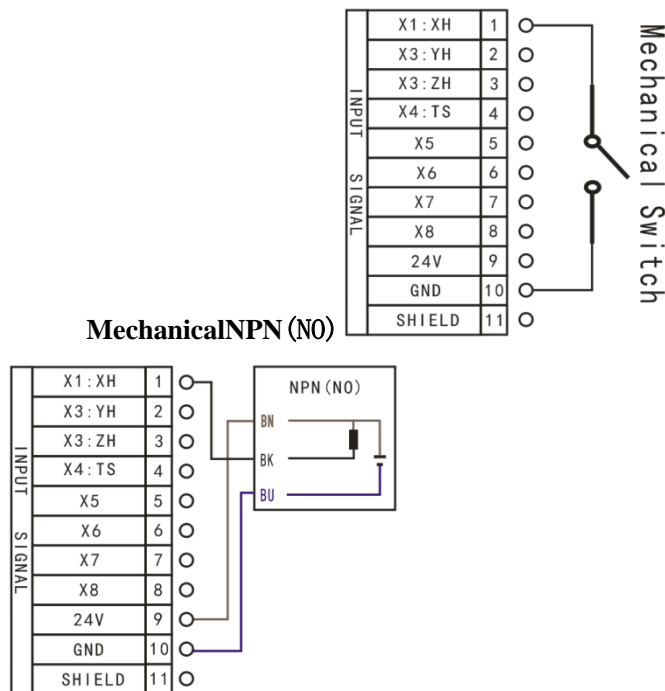 INPUT SIGNAL
X1:XH 1
X3:YH 2
X3:ZH 3
X4:TS 4
X5 5
X6 6
X7 7
X8 8
24V 9
GND 10
SHIELD 11
Mechanical Switch
MechanicalNPN(NO)
INPUT SIGNAL
X1:XH 1
X3:YH 2
X3:ZH 3
X4:TS 4
X5 5
X6 6
X7 7
X8 8
24V 9
GND 10
SHIELD 11
NPN(NO)
BN
BK
BU